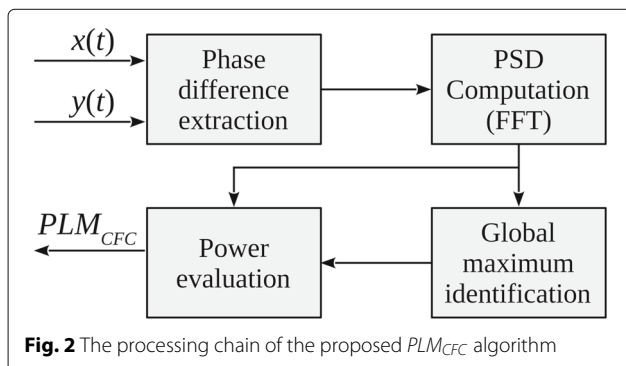 x(t)
y(t)
Phase
difference
extraction
PSD
Computation
(FFT)
PLM_CFC
Power
evaluation
Global
maximum
identification
Fig. 2 The processing chain of the proposed PLM_CFC algorithm